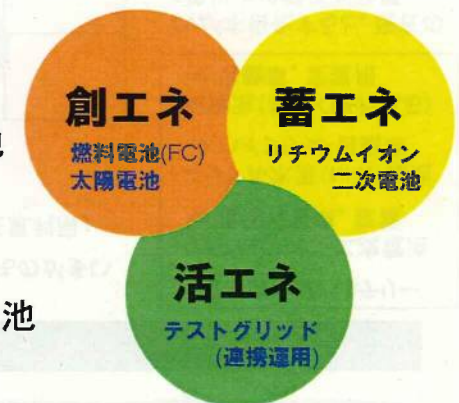 創エネ
燃料電池(FC)
太陽電池
蓄エネ
リチウムイオン
二次電池
活エネ
テストグリッド
(連携運用)
池